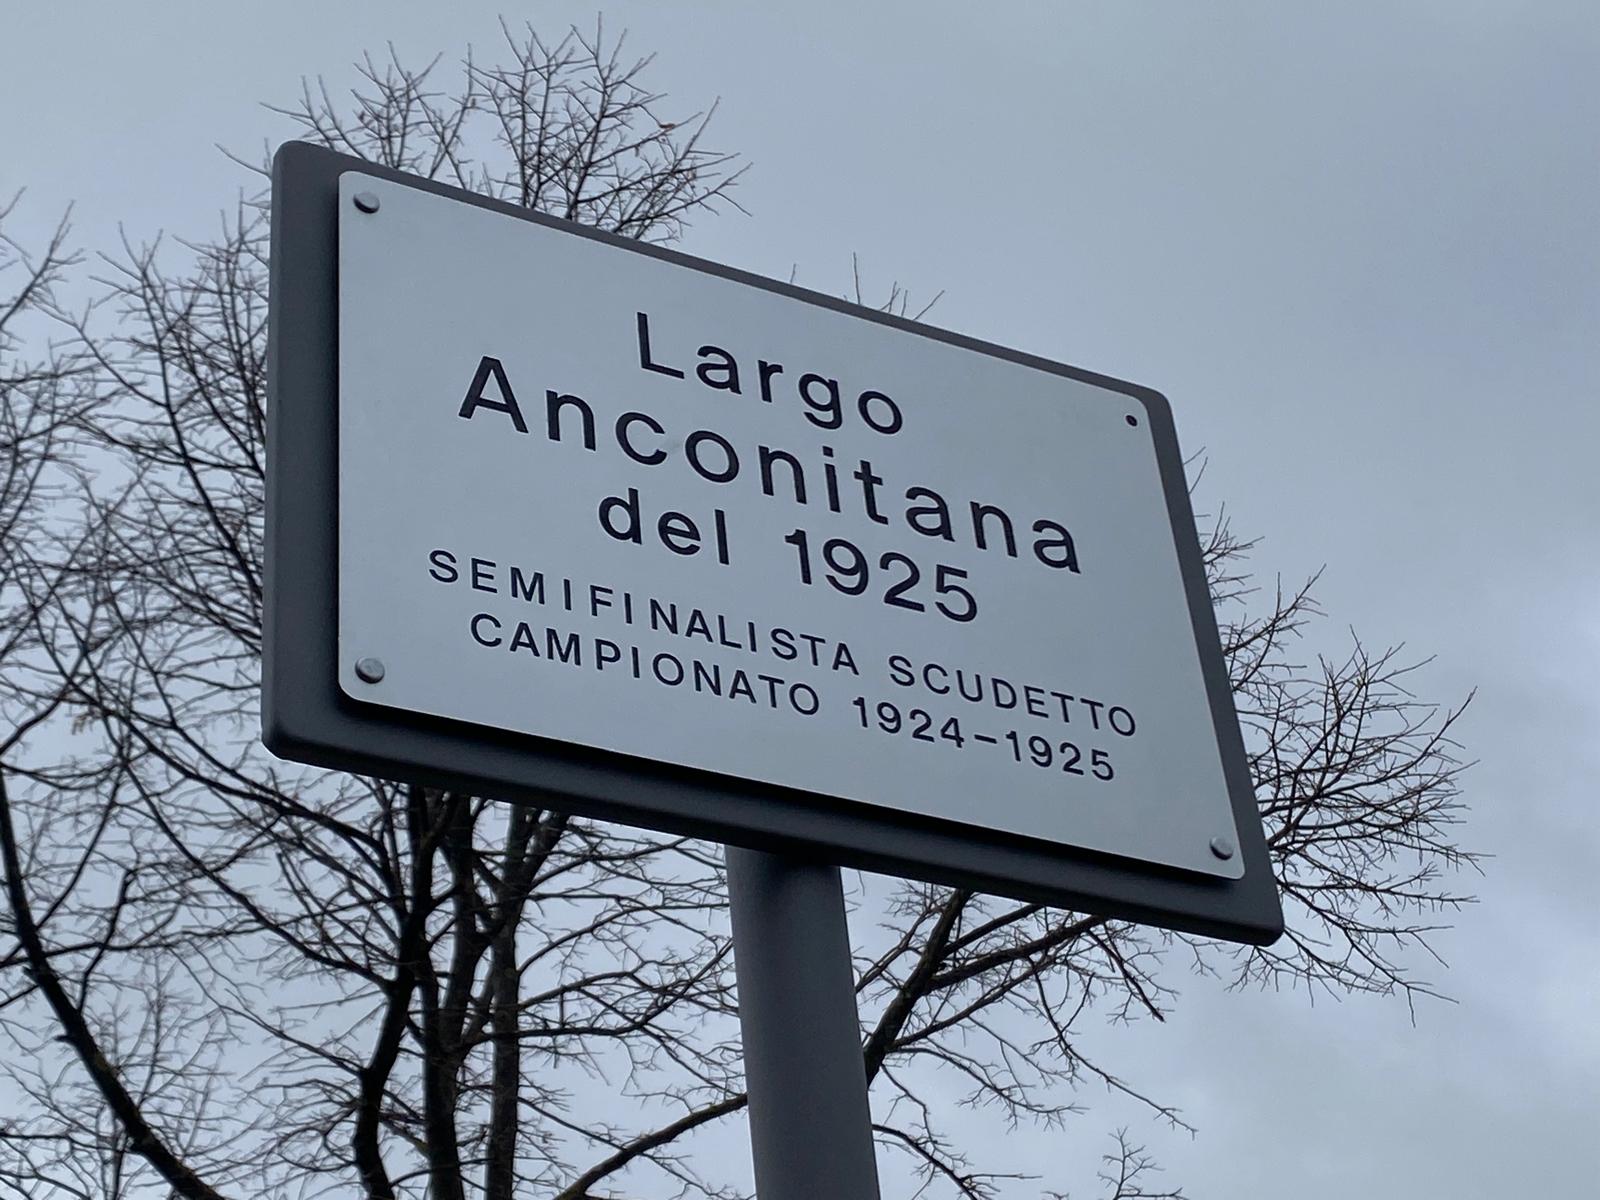 Largo
Anconitana
del 1925
SEMIFINALISTA SCUDETTO
CAMPIONATO 1924-1925